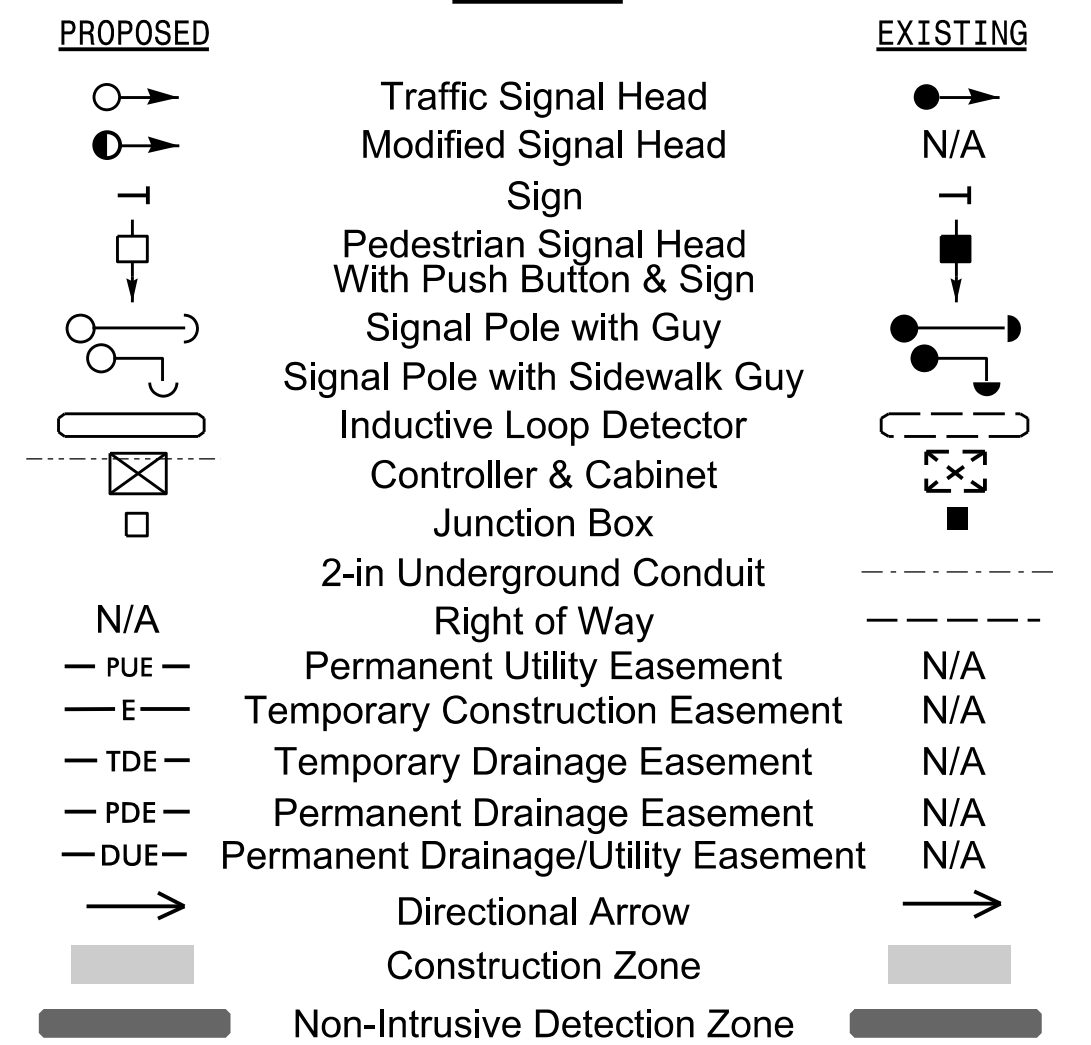 PROPOSED EXISTING
Traffic Signal Head
Modified Signal Head N/A
Sign
Pedestrian Signal Head
With Push Button & Sign
Signal Pole with Guy
Signal Pole with Sidewalk Guy
Inductive Loop Detector
Controller & Cabinet
Junction Box
2-in Underground Conduit
N/A Right of Way
PUE Permanent Utility Easement N/A
E Temporary Construction Easement N/A
TDE Temporary Drainage Easement N/A
PDE Permanent Drainage Easement N/A
DUE Permanent Drainage/Utility Easement N/A
Directional Arrow
Construction Zone
Non-Intrusive Detection Zone